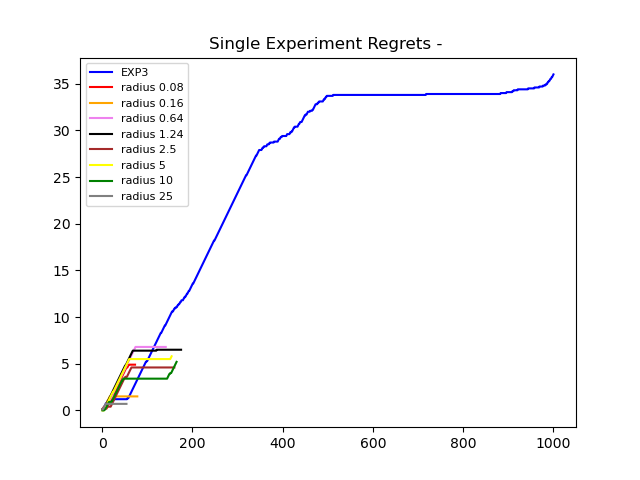 Single Experiment Regrets -
EXP3
radius 0.08
radius 0.16
radius 0.64
radius 1.24
radius 2.5
radius 5
radius 10
radius 25
35
30
25
20
15
10
5
0
0 200 400 600 800 1000